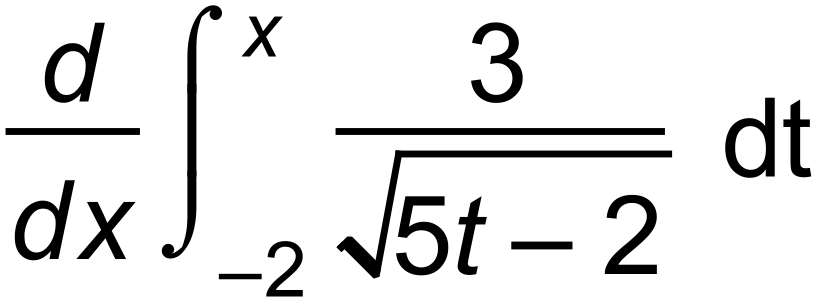 d/dx ∫_{-2}^{x} 3/√(5t − 2) dt